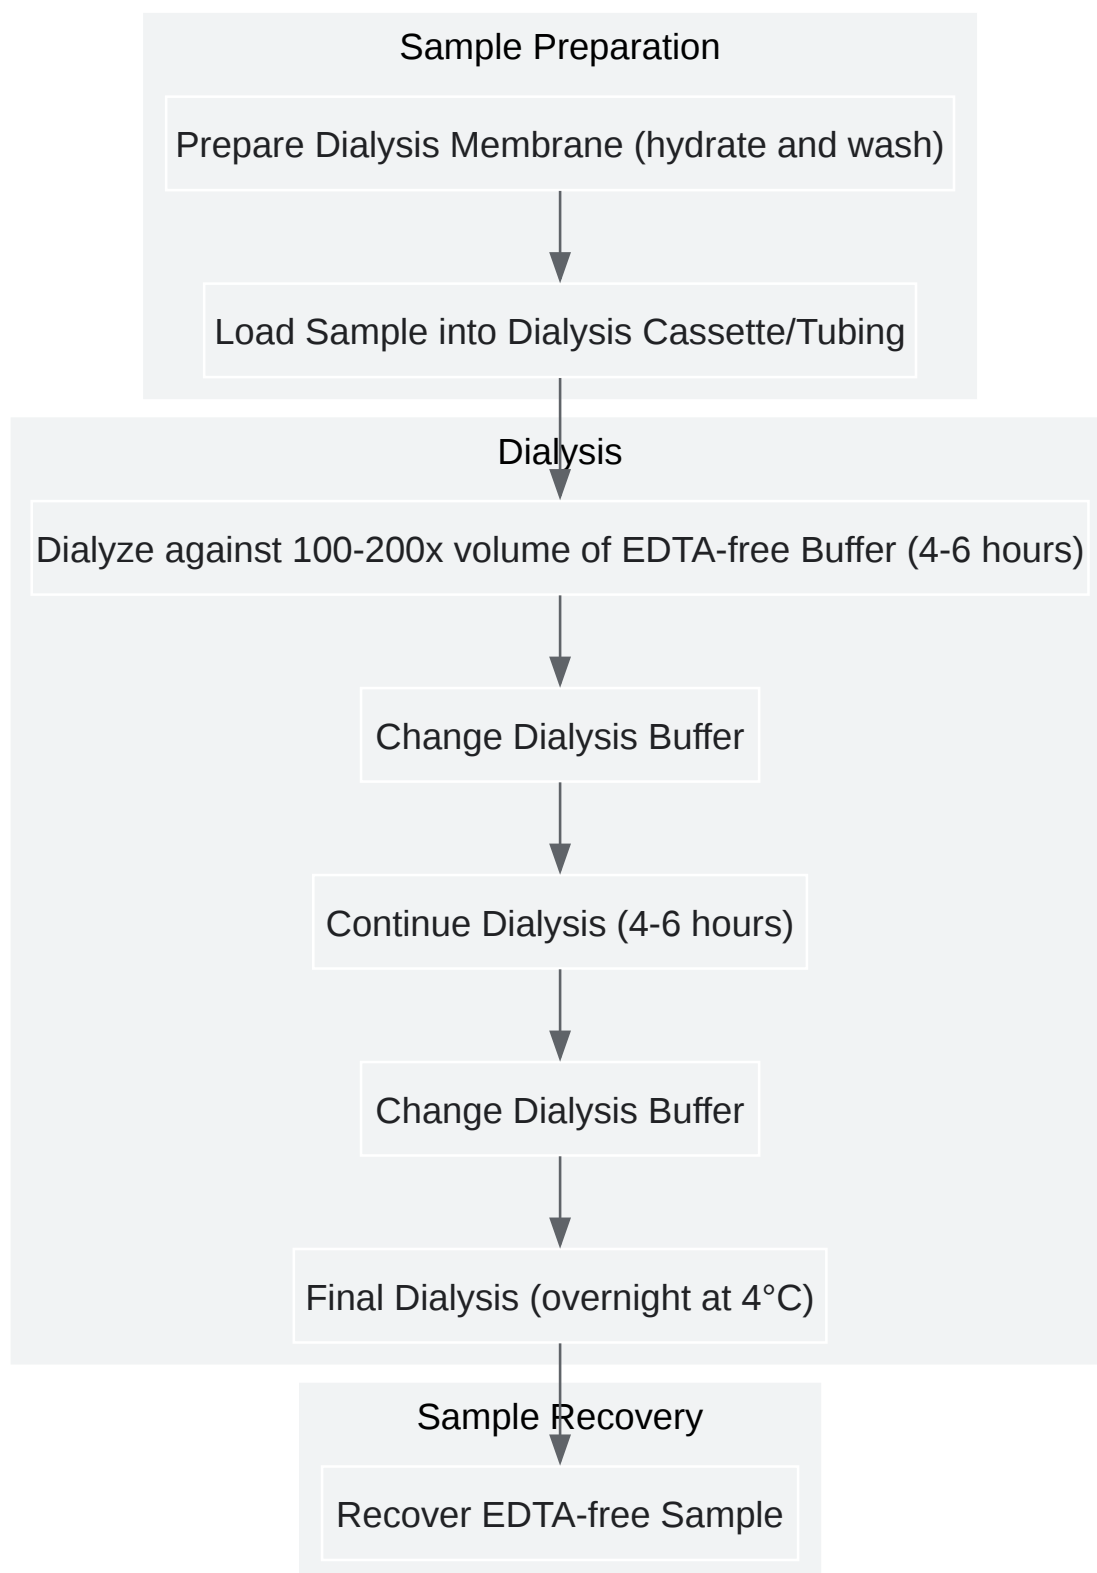 Sample Preparation
Prepare Dialysis Membrane (hydrate and wash)
Load Sample into Dialysis Cassette/Tubing
Dialysis
Dialyze against 100-200x volume of EDTA-free Buffer (4-6 hours)
Change Dialysis Buffer
Continue Dialysis (4-6 hours)
Change Dialysis Buffer
Final Dialysis (overnight at 4°C)
Sample Recovery
Recover EDTA-free Sample